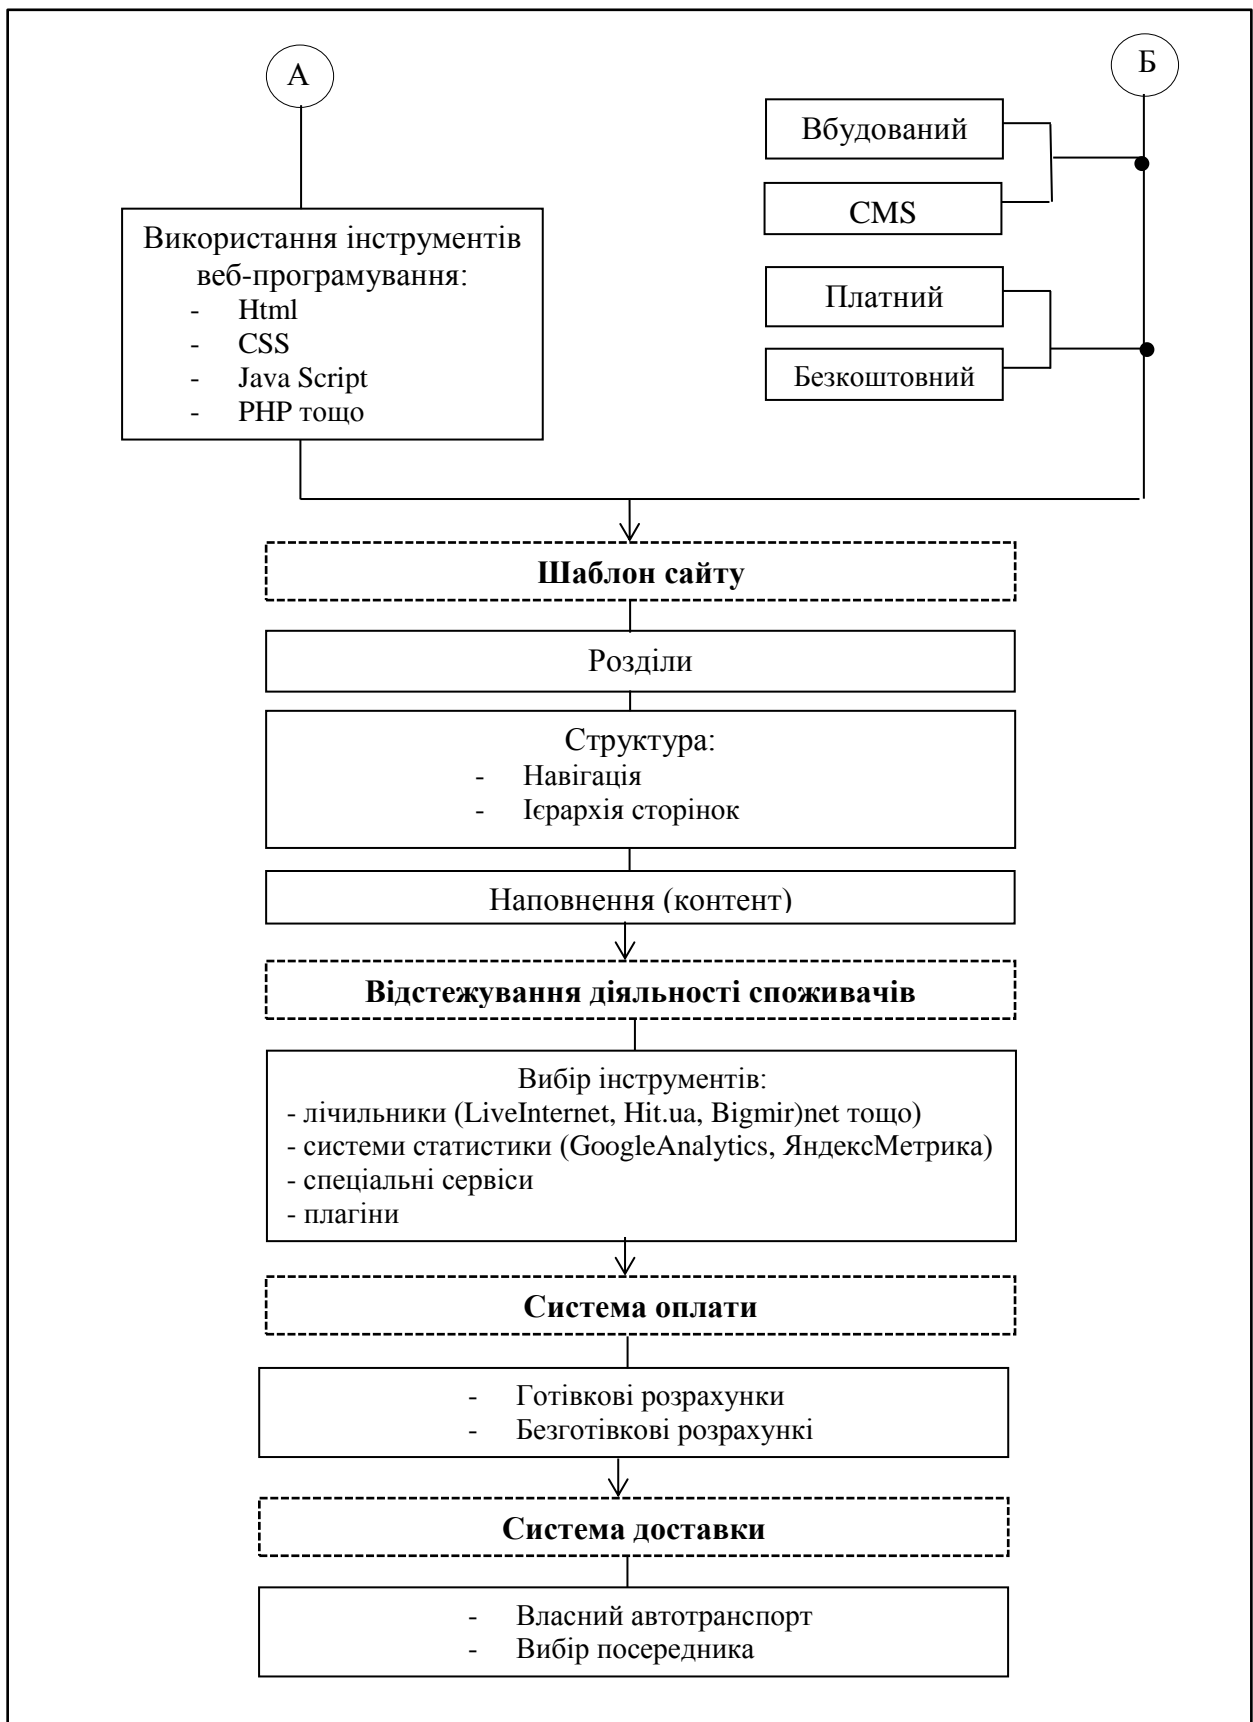 А
Б
Вбудований
CMS
Платний
Безкоштовний
Використання інструментів
веб-програмування:
- Html
- CSS
- Java Script
- PHP тощо
Шаблон сайту
Розділи
Структура:
- Навігація
- Ієрархія сторінок
Наповнення (контент)
Відстежування діяльності споживачів
Вибір інструментів:
- лічильники (LiveInternet, Hit.ua, Bigmir)net тощо)
- системи статистики (GoogleAnalytics, ЯндексМетрика)
- спеціальні сервіси
- плагіни
Система оплати
- Готівкові розрахунки
- Безготівкові розрахункі
Система доставки
- Власний автотранспорт
- Вибір посередника